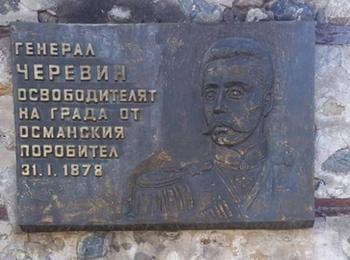 ГЕНЕРАЛ
ЧЕРЕВИН
ОСВОБОДИТЕЛЯТ
НА ГРАДА ОТ
ОСМАНСКИЯ
ПОРОБИТЕЛ
31.I.1878